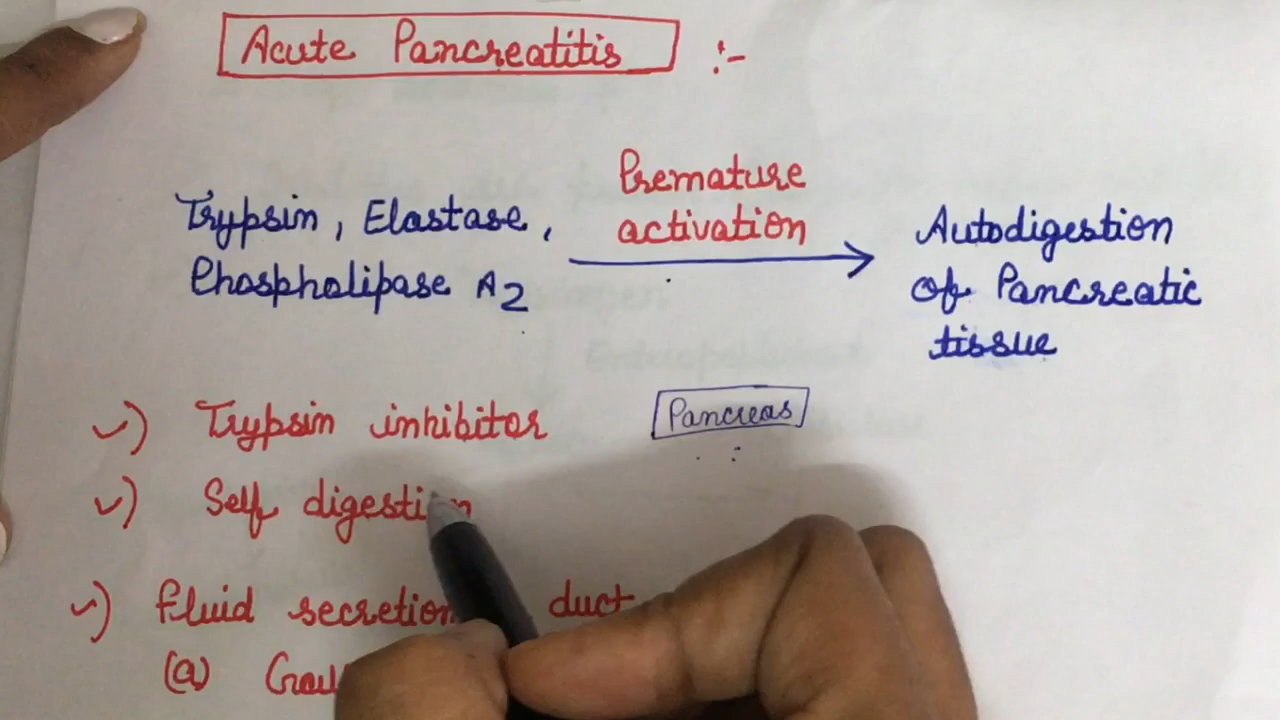 Acute Pancreatitis :-
Premature
activation
Trypsin, Elastase,
Phospholipase A2
Autodigestion
of Pancreatic
tissue
✓) Trypsin inhibitor
Pancreas
✓) Self digestion
✓) Fluid secretion duct
(a)